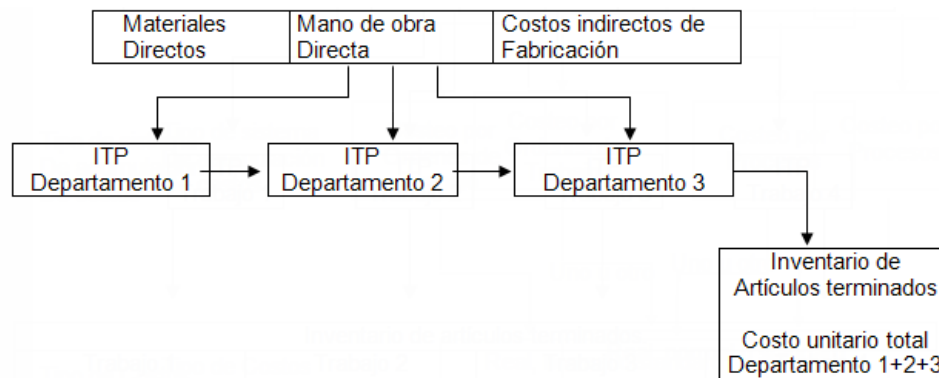 Materiales
Directos
Mano de obra
Directa
Costos indirectos de
Fabricación
ITP
Departamento 1
ITP
Departamento 2
ITP
Departamento 3
Inventario de
Artículos terminados
Costo unitario total
Departamento 1+2+3